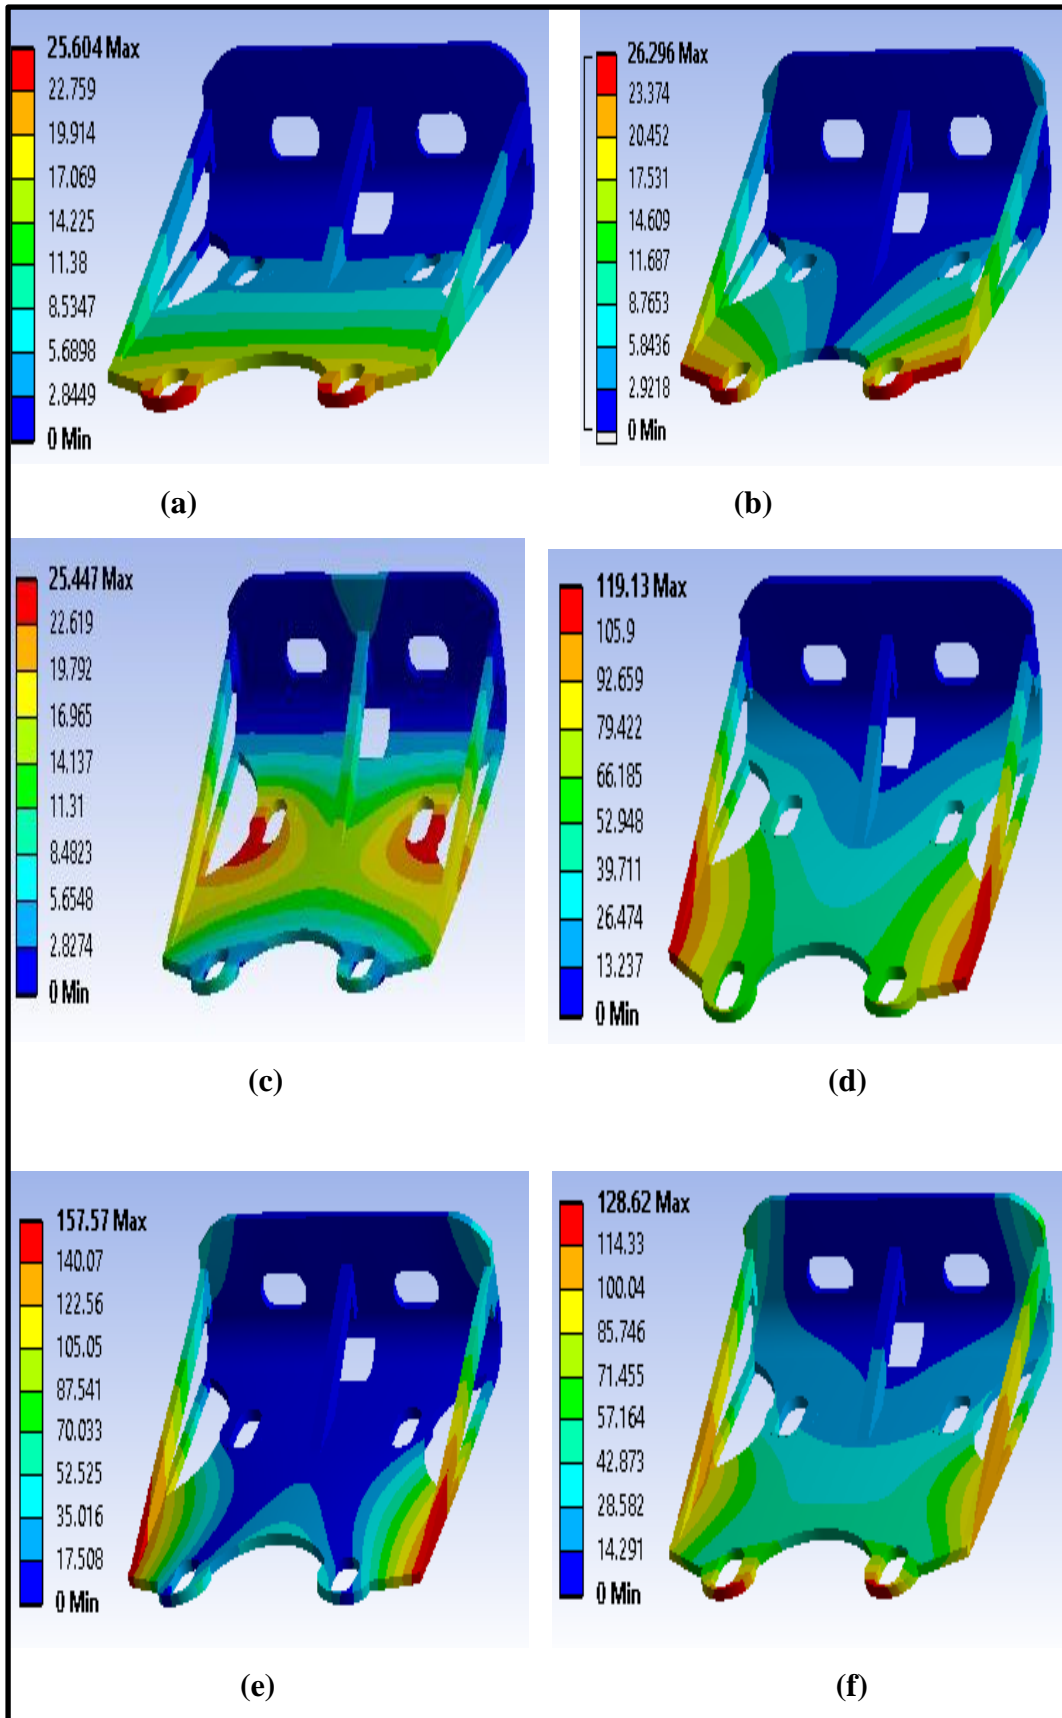 25.604 Max
22.759
19.914
17.069
14.225
11.38
8.5347
5.6898
2.8449
0 Min
(a)
26.296 Max
23.374
20.452
17.531
14.609
11.687
8.7653
5.8436
2.9218
0 Min
(b)
25.447 Max
22.619
19.792
16.965
14.137
11.31
8.4823
5.6548
2.8274
0 Min
(c)
119.13 Max
105.9
92.659
79.422
66.185
52.948
39.711
26.474
13.237
0 Min
(d)
157.57 Max
140.07
122.56
105.05
87.541
70.033
52.525
35.016
17.508
0 Min
(e)
128.62 Max
114.33
100.04
85.746
71.455
57.164
42.873
28.582
14.291
0 Min
(f)